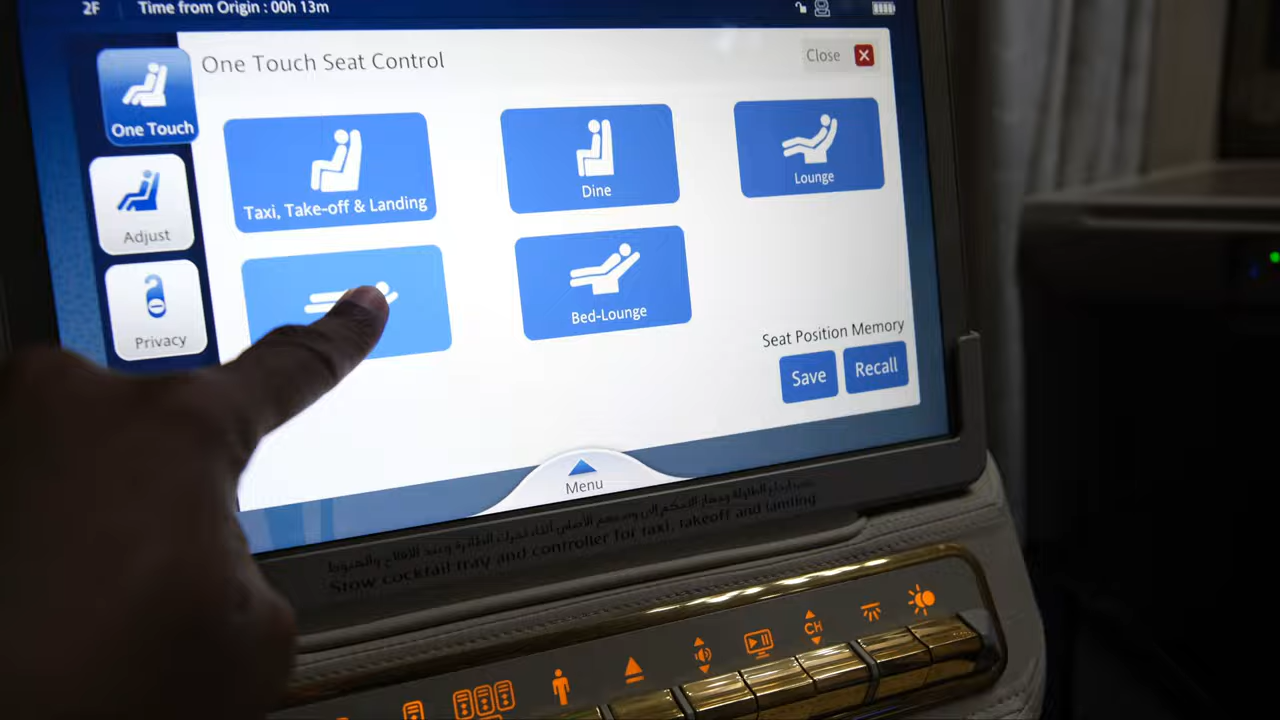 2F
Time from Origin : 00h 13m
One Touch Seat Control
Close
One Touch
Taxi, Take-off & Landing
Dine
Lounge
Adjust
Bed-Lounge
Privacy
Seat Position Memory
Save
Recall
Menu
Stow cocktail tray and controller for taxi, takeoff and landing
CH